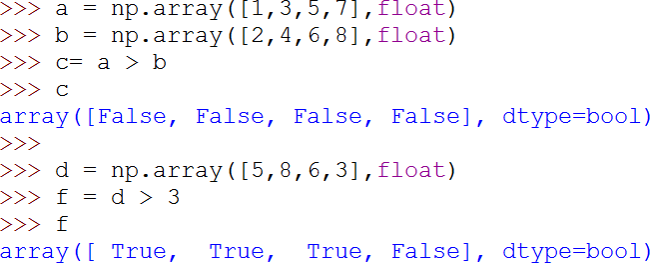 >>> a = np.array([1,3,5,7],float)
>>> b = np.array([2,4,6,8],float)
>>> c= a > b
>>> c
array([False, False, False, False], dtype=bool)
>>>
>>> d = np.array([5,8,6,3],float)
>>> f = d > 3
>>> f
array([ True,  True,  True, False], dtype=bool)